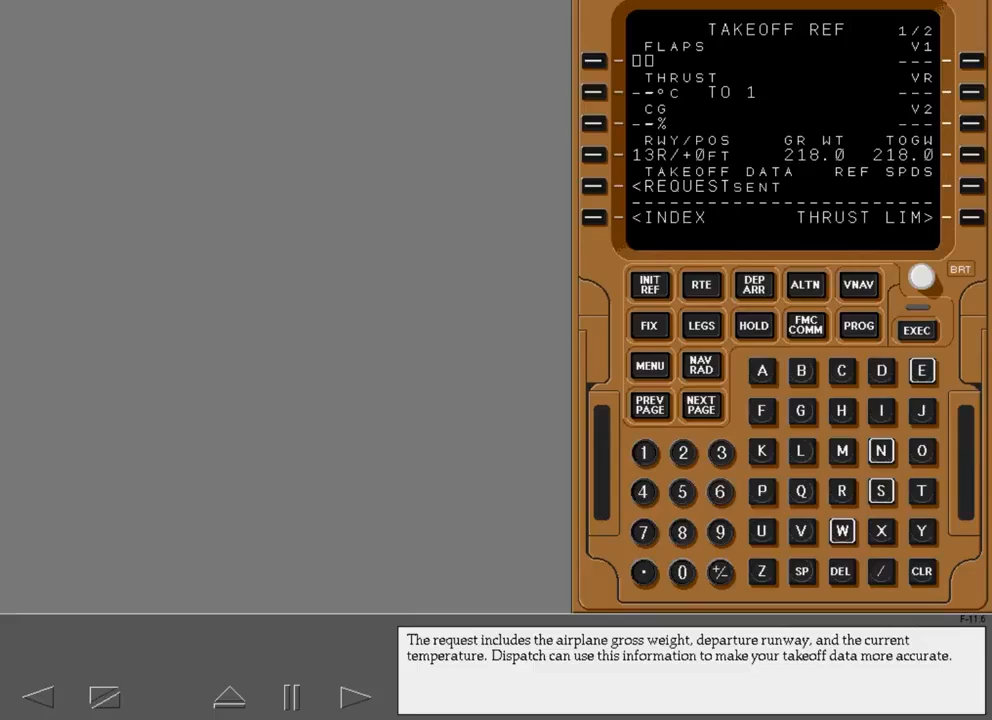 TAKEOFF REF 1/2
FLAPS V1
---
THRUST VR
--°C TO 1 ---
CG V2
--% ---
RWY/POS GR WT TOGW
13R/+0FT 218.0 218.0
TAKEOFF DATA REF SPDS
<REQUEST SENT
--------------------------
<INDEX THRUST LIM>
BRT
INIT REF RTE DEP ARR ALTN VNAV
FIX LEGS HOLD FMC COMM PROG EXEC
MENU NAV RAD
PREV PAGE NEXT PAGE
A B C D E
F G H I J
1 2 3 K L M N O
4 5 6 P Q R S T
7 8 9 U V W X Y
. 0 +/- Z SP DEL / CLR
F-11.6
The request includes the airplane gross weight, departure runway, and the current
temperature. Dispatch can use this information to make your takeoff data more accurate.